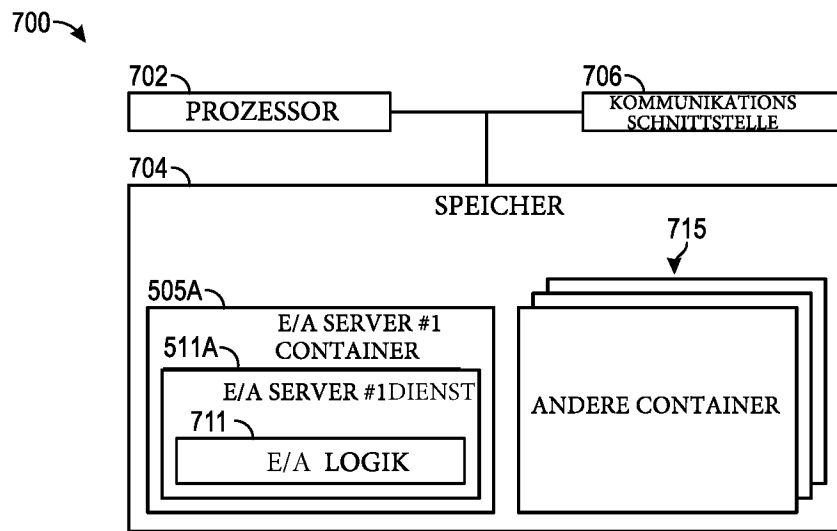 700
702
PROZESSOR
706
KOMMUNIKATIONS
SCHNITTSTELLE
704
SPEICHER
715
505A
E/A SERVER #1
CONTAINER
511A
E/A SERVER #1DIENST
711
E/A LOGIK
ANDERE CONTAINER